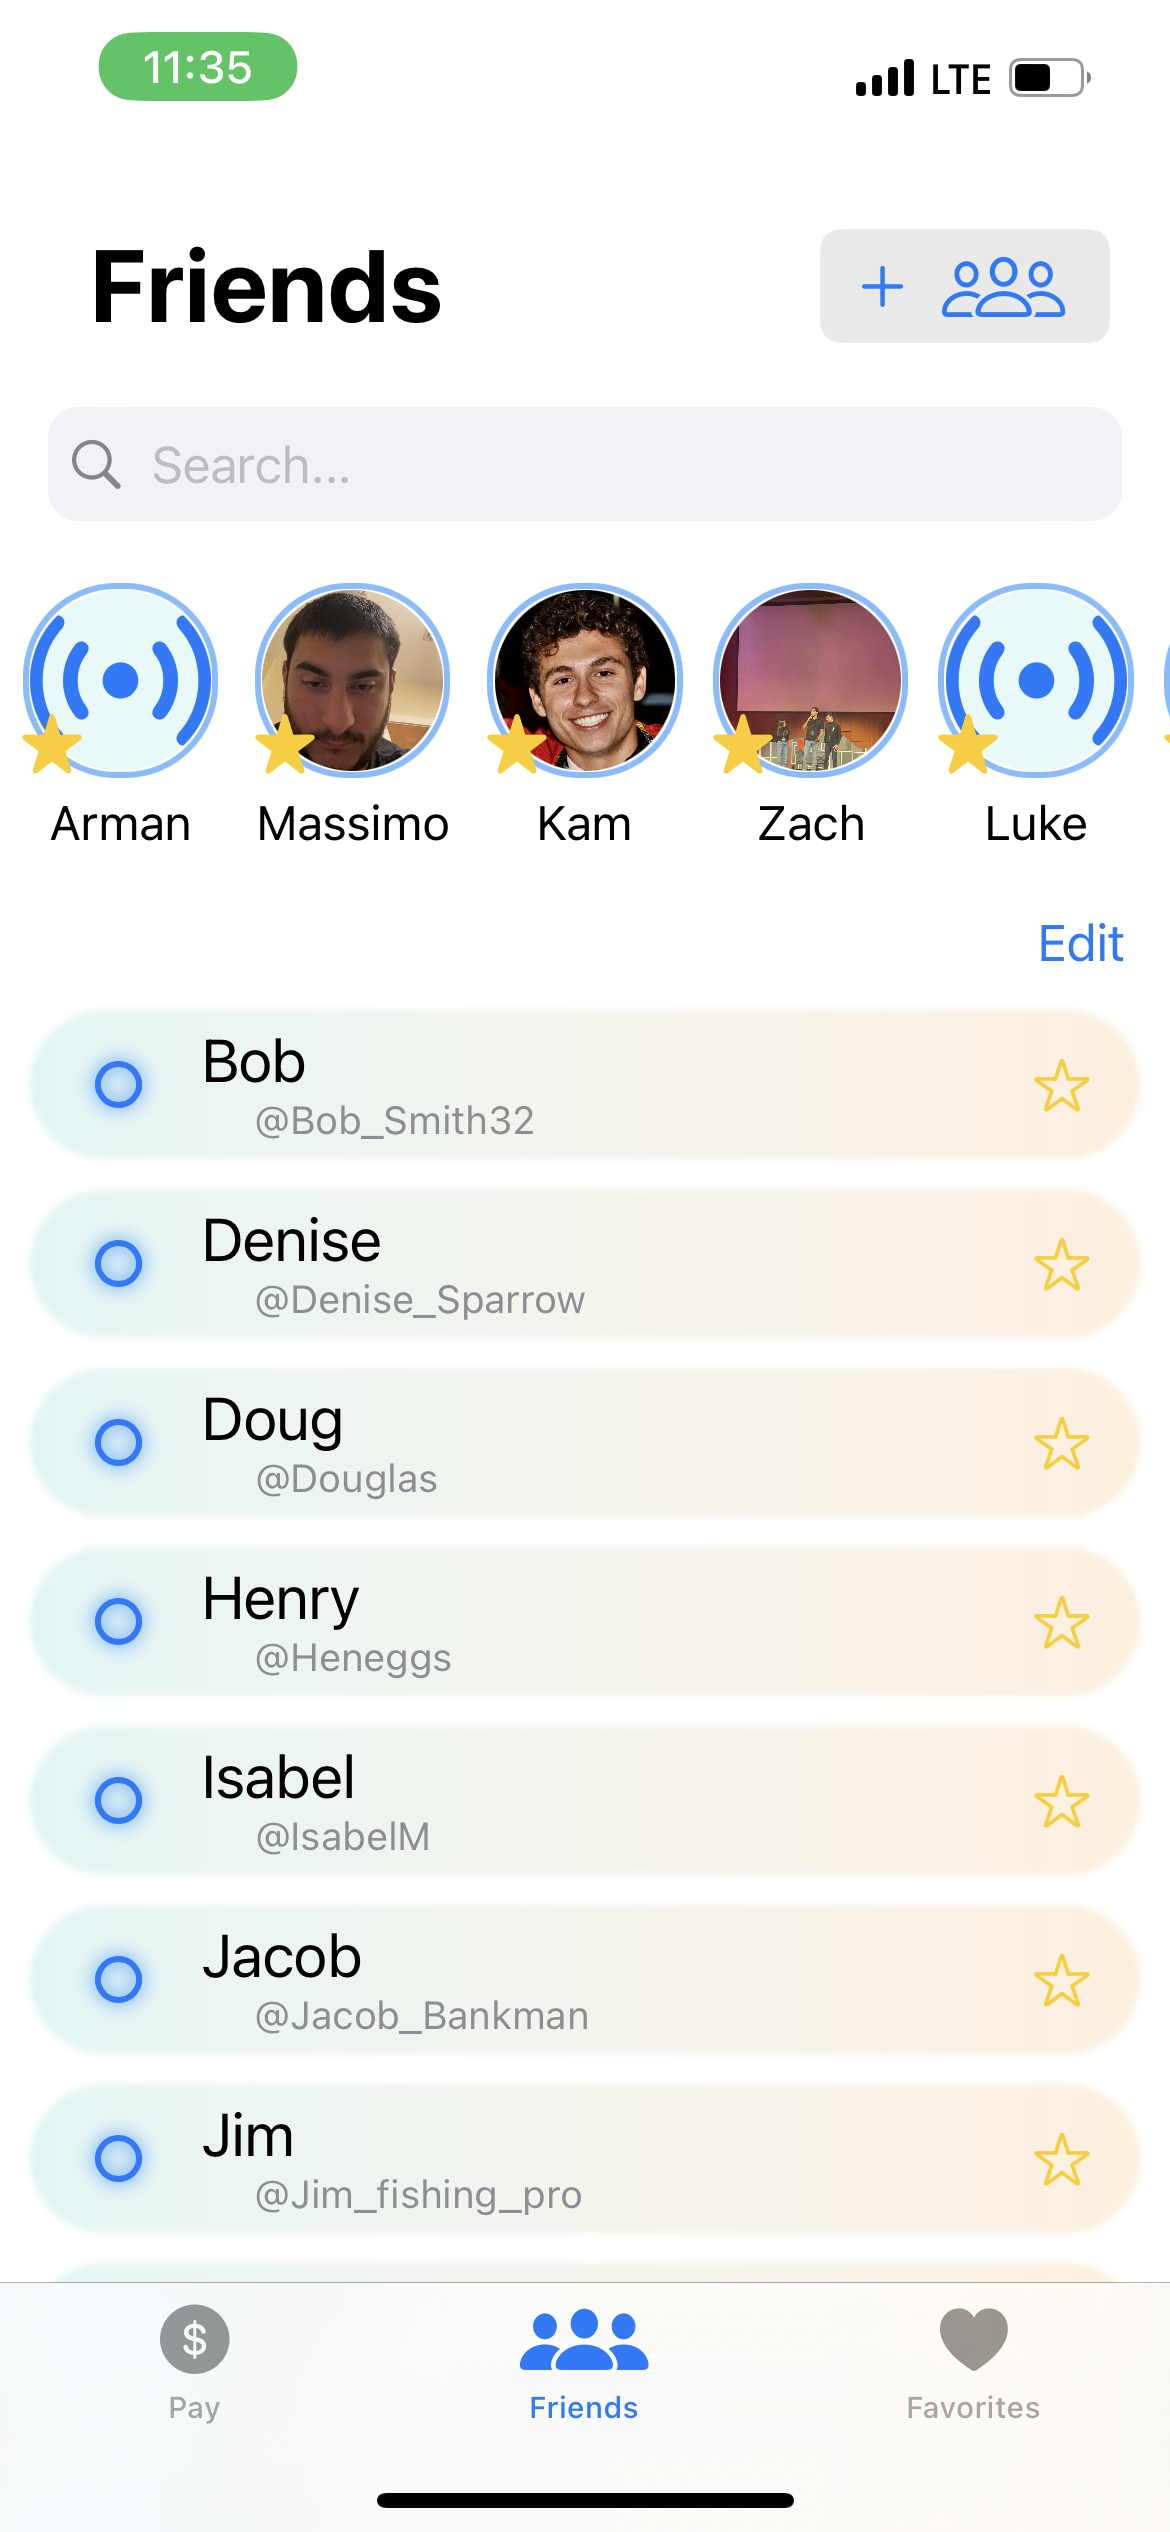 11:35
LTE
Friends
Search...
Arman Massimo Kam Zach Luke
Edit
Bob
@Bob_Smith32
Denise
@Denise_Sparrow
Doug
@Douglas
Henry
@Heneggs
Isabel
@IsabelM
Jacob
@Jacob_Bankman
Jim
@Jim_fishing_pro
$
Pay Friends Favorites